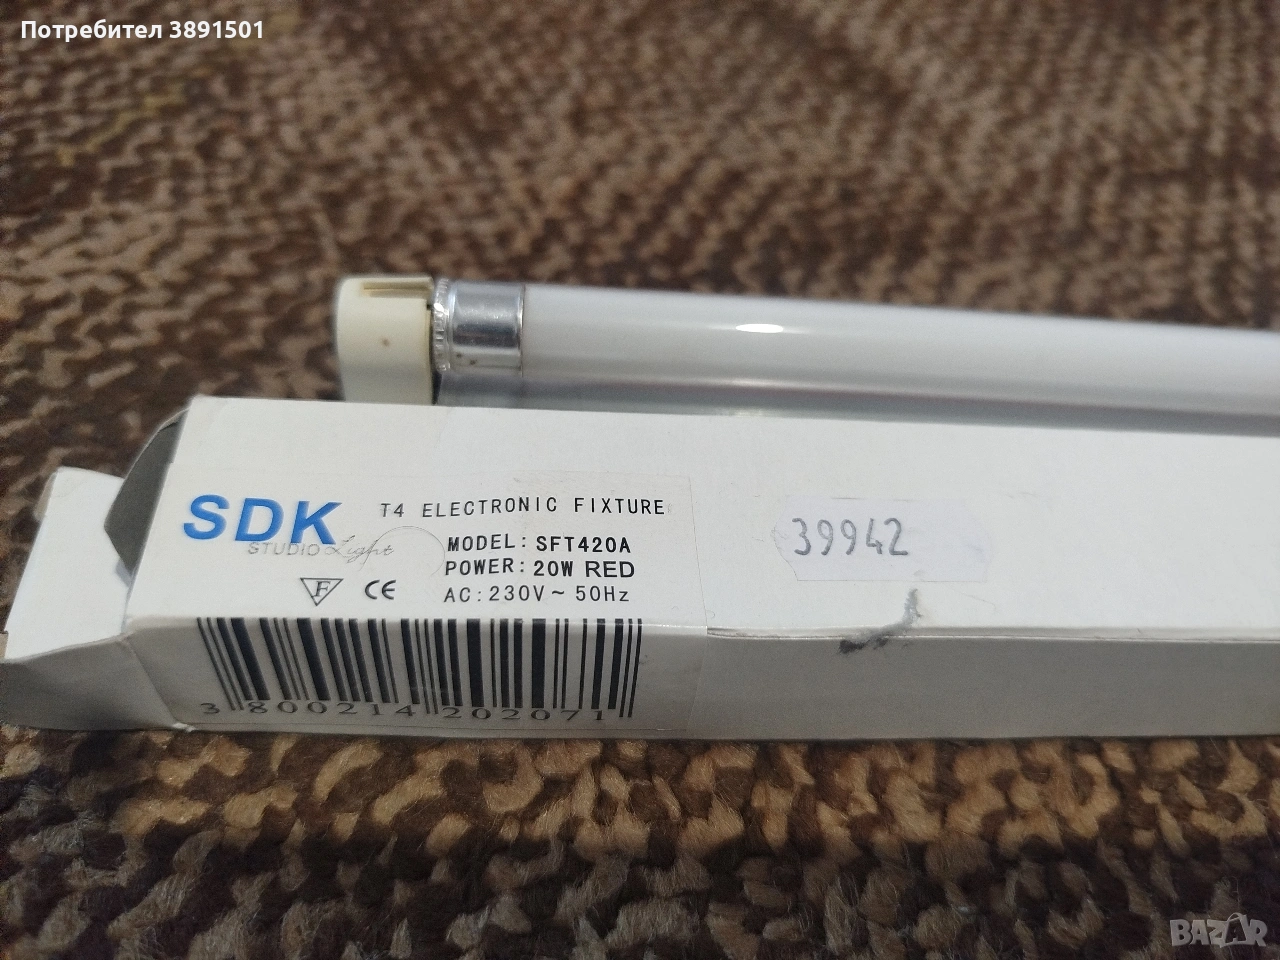 Потребител 3891501
SDK
STUDIO Light
T4 ELECTRONIC FIXTURE
MODEL: SFT420A
POWER: 20W RED
AC: 230V ~ 50Hz
F CE
39942
3 800214 202071
BAZAR